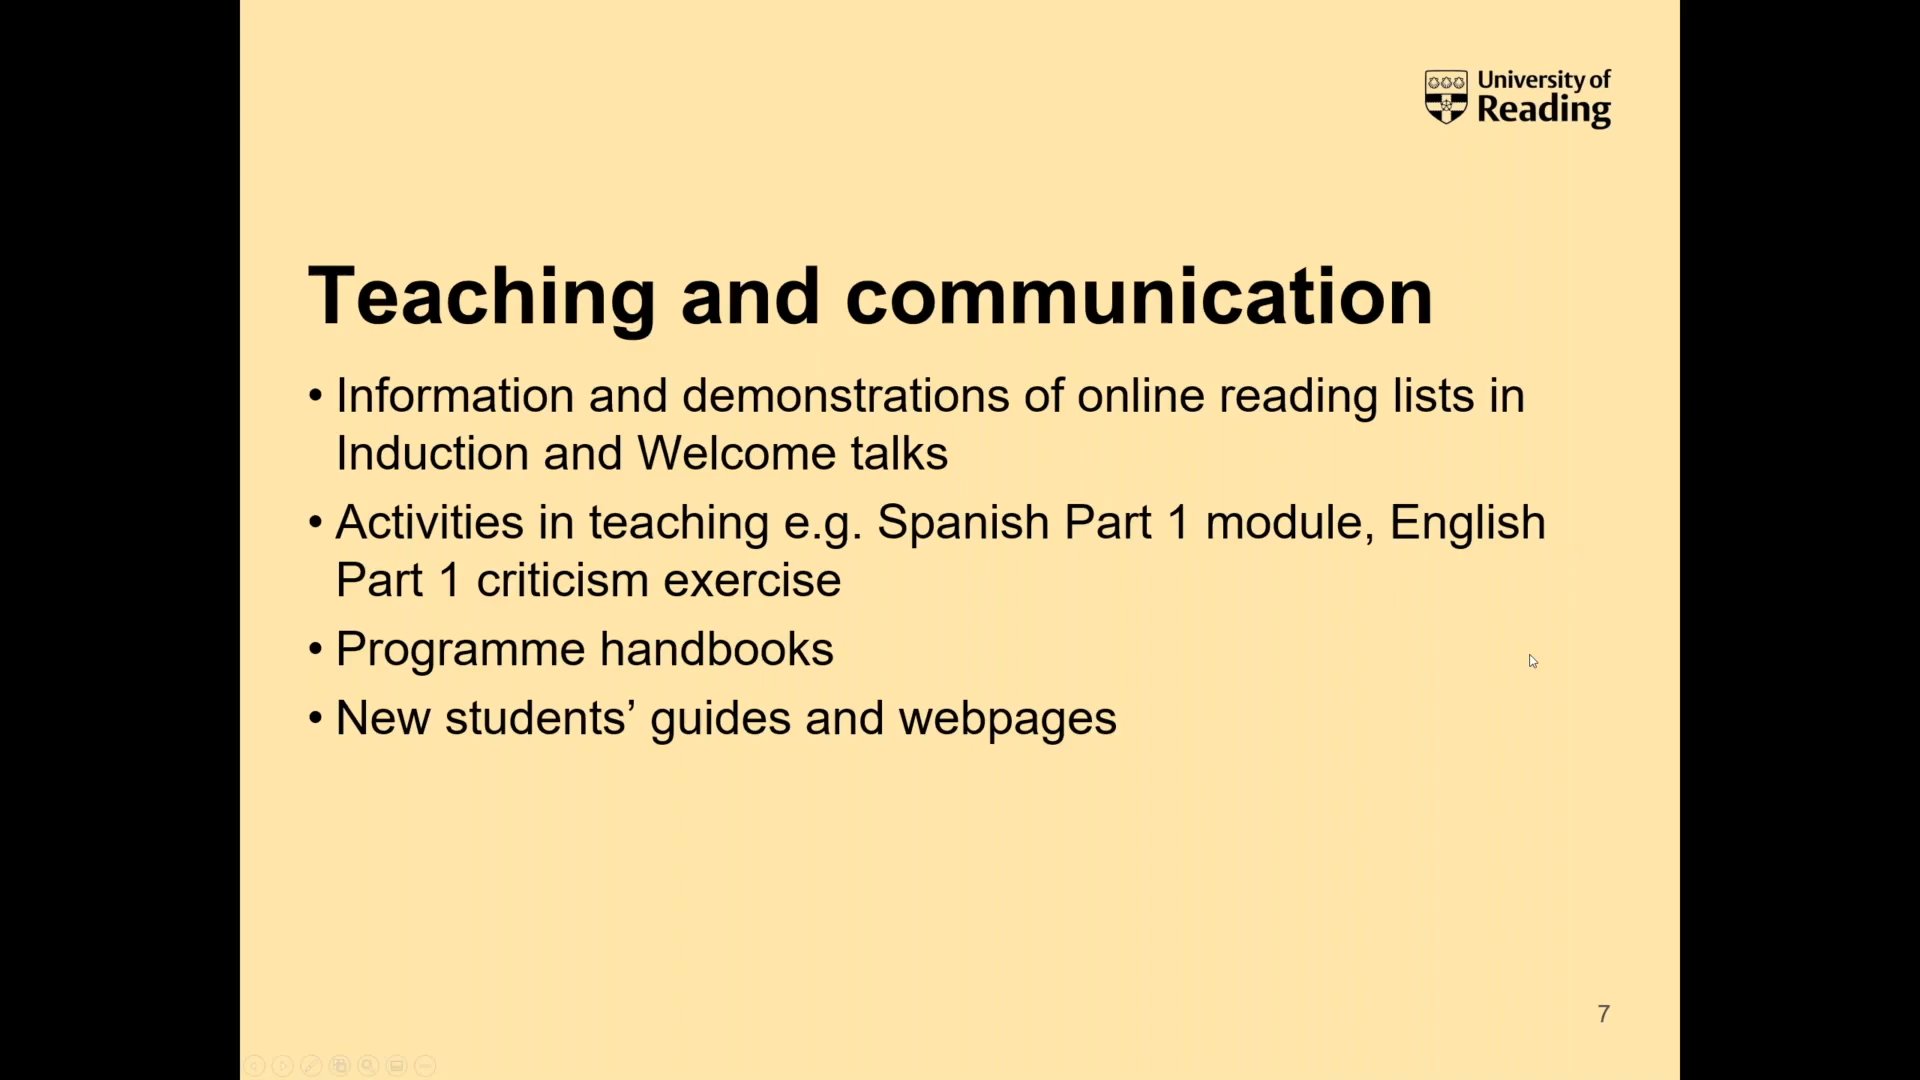 University of
Reading
Teaching and communication
• Information and demonstrations of online reading lists in
Induction and Welcome talks
• Activities in teaching e.g. Spanish Part 1 module, English
Part 1 criticism exercise
• Programme handbooks
• New students’ guides and webpages
7